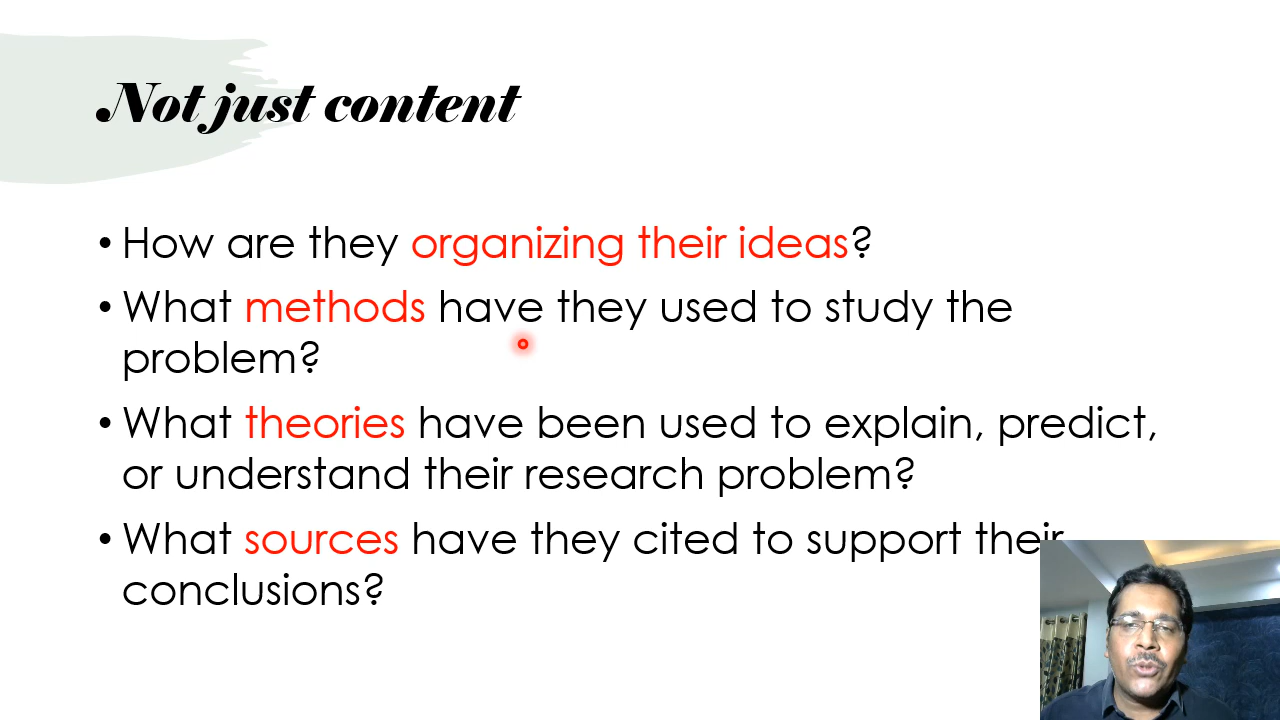 Not just content
• How are they organizing their ideas?
• What methods have they used to study the
problem?
• What theories have been used to explain, predict,
or understand their research problem?
• What sources have they cited to support their
conclusions?